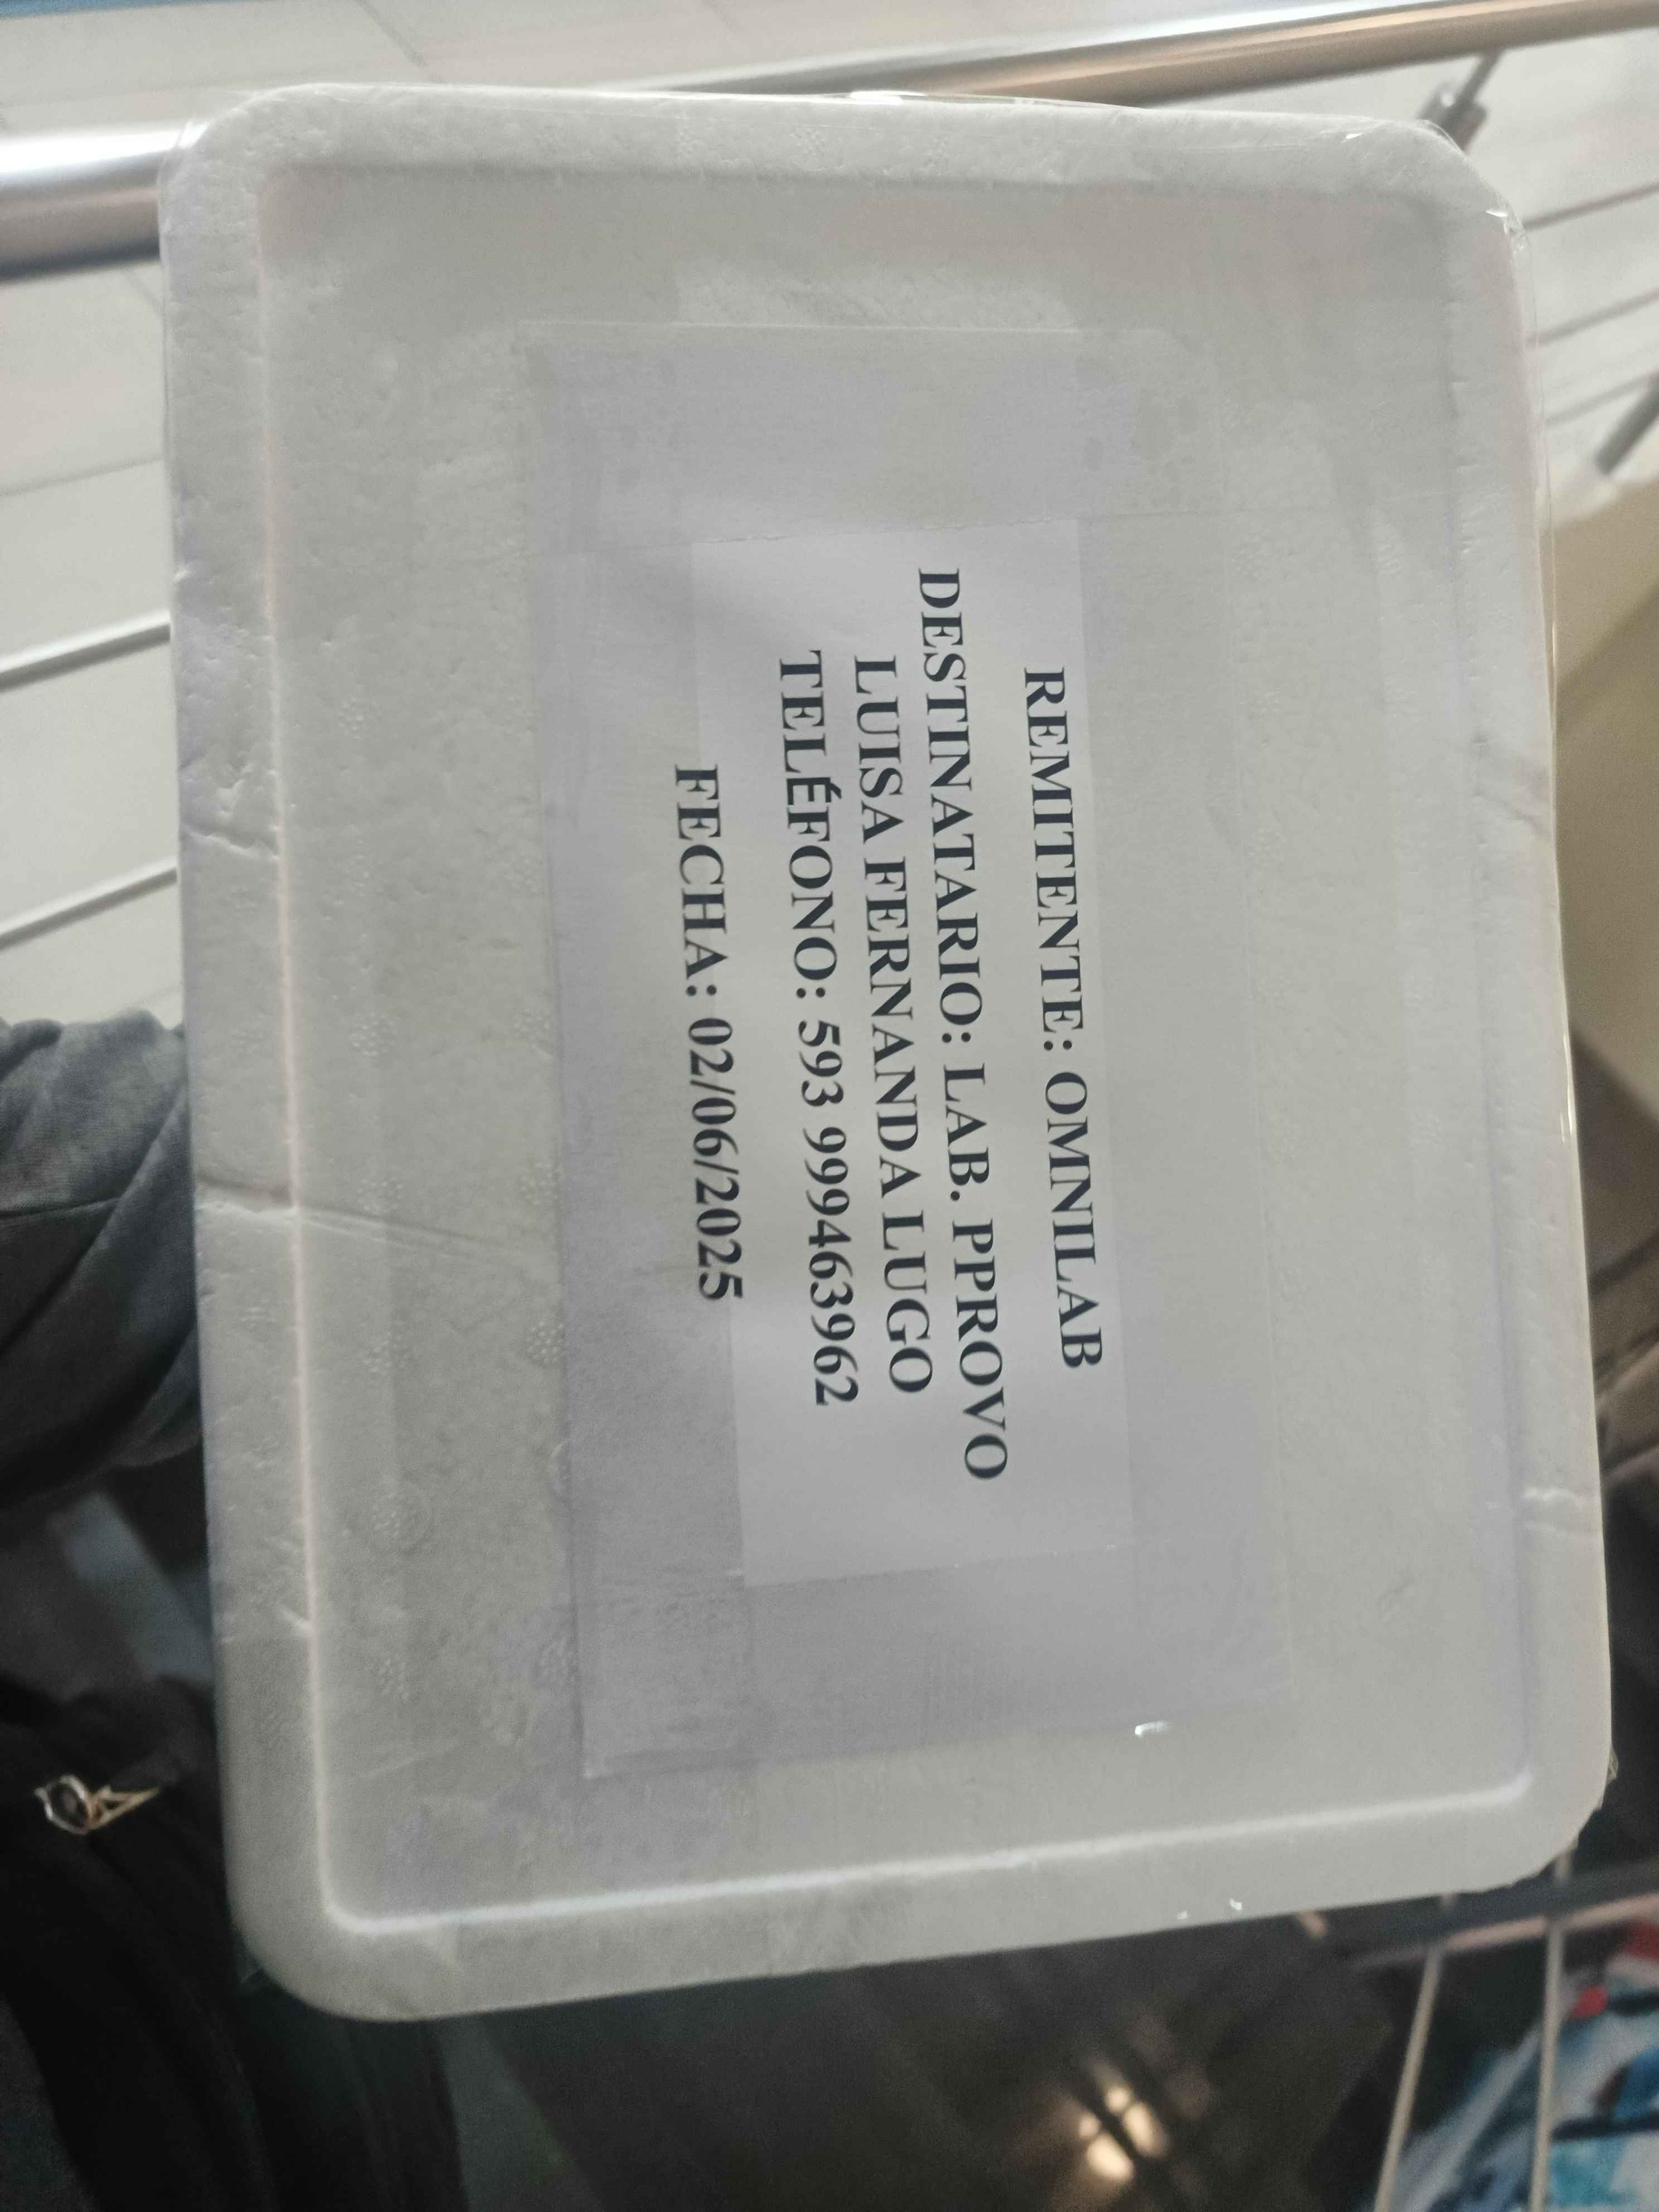 REMITENTE: OMNILAB
DESTINATARIO: LAB. PPROVO
LUISA FERNANDA LUGO
TELÉFONO: 593 999463962
FECHA: 02/06/2025